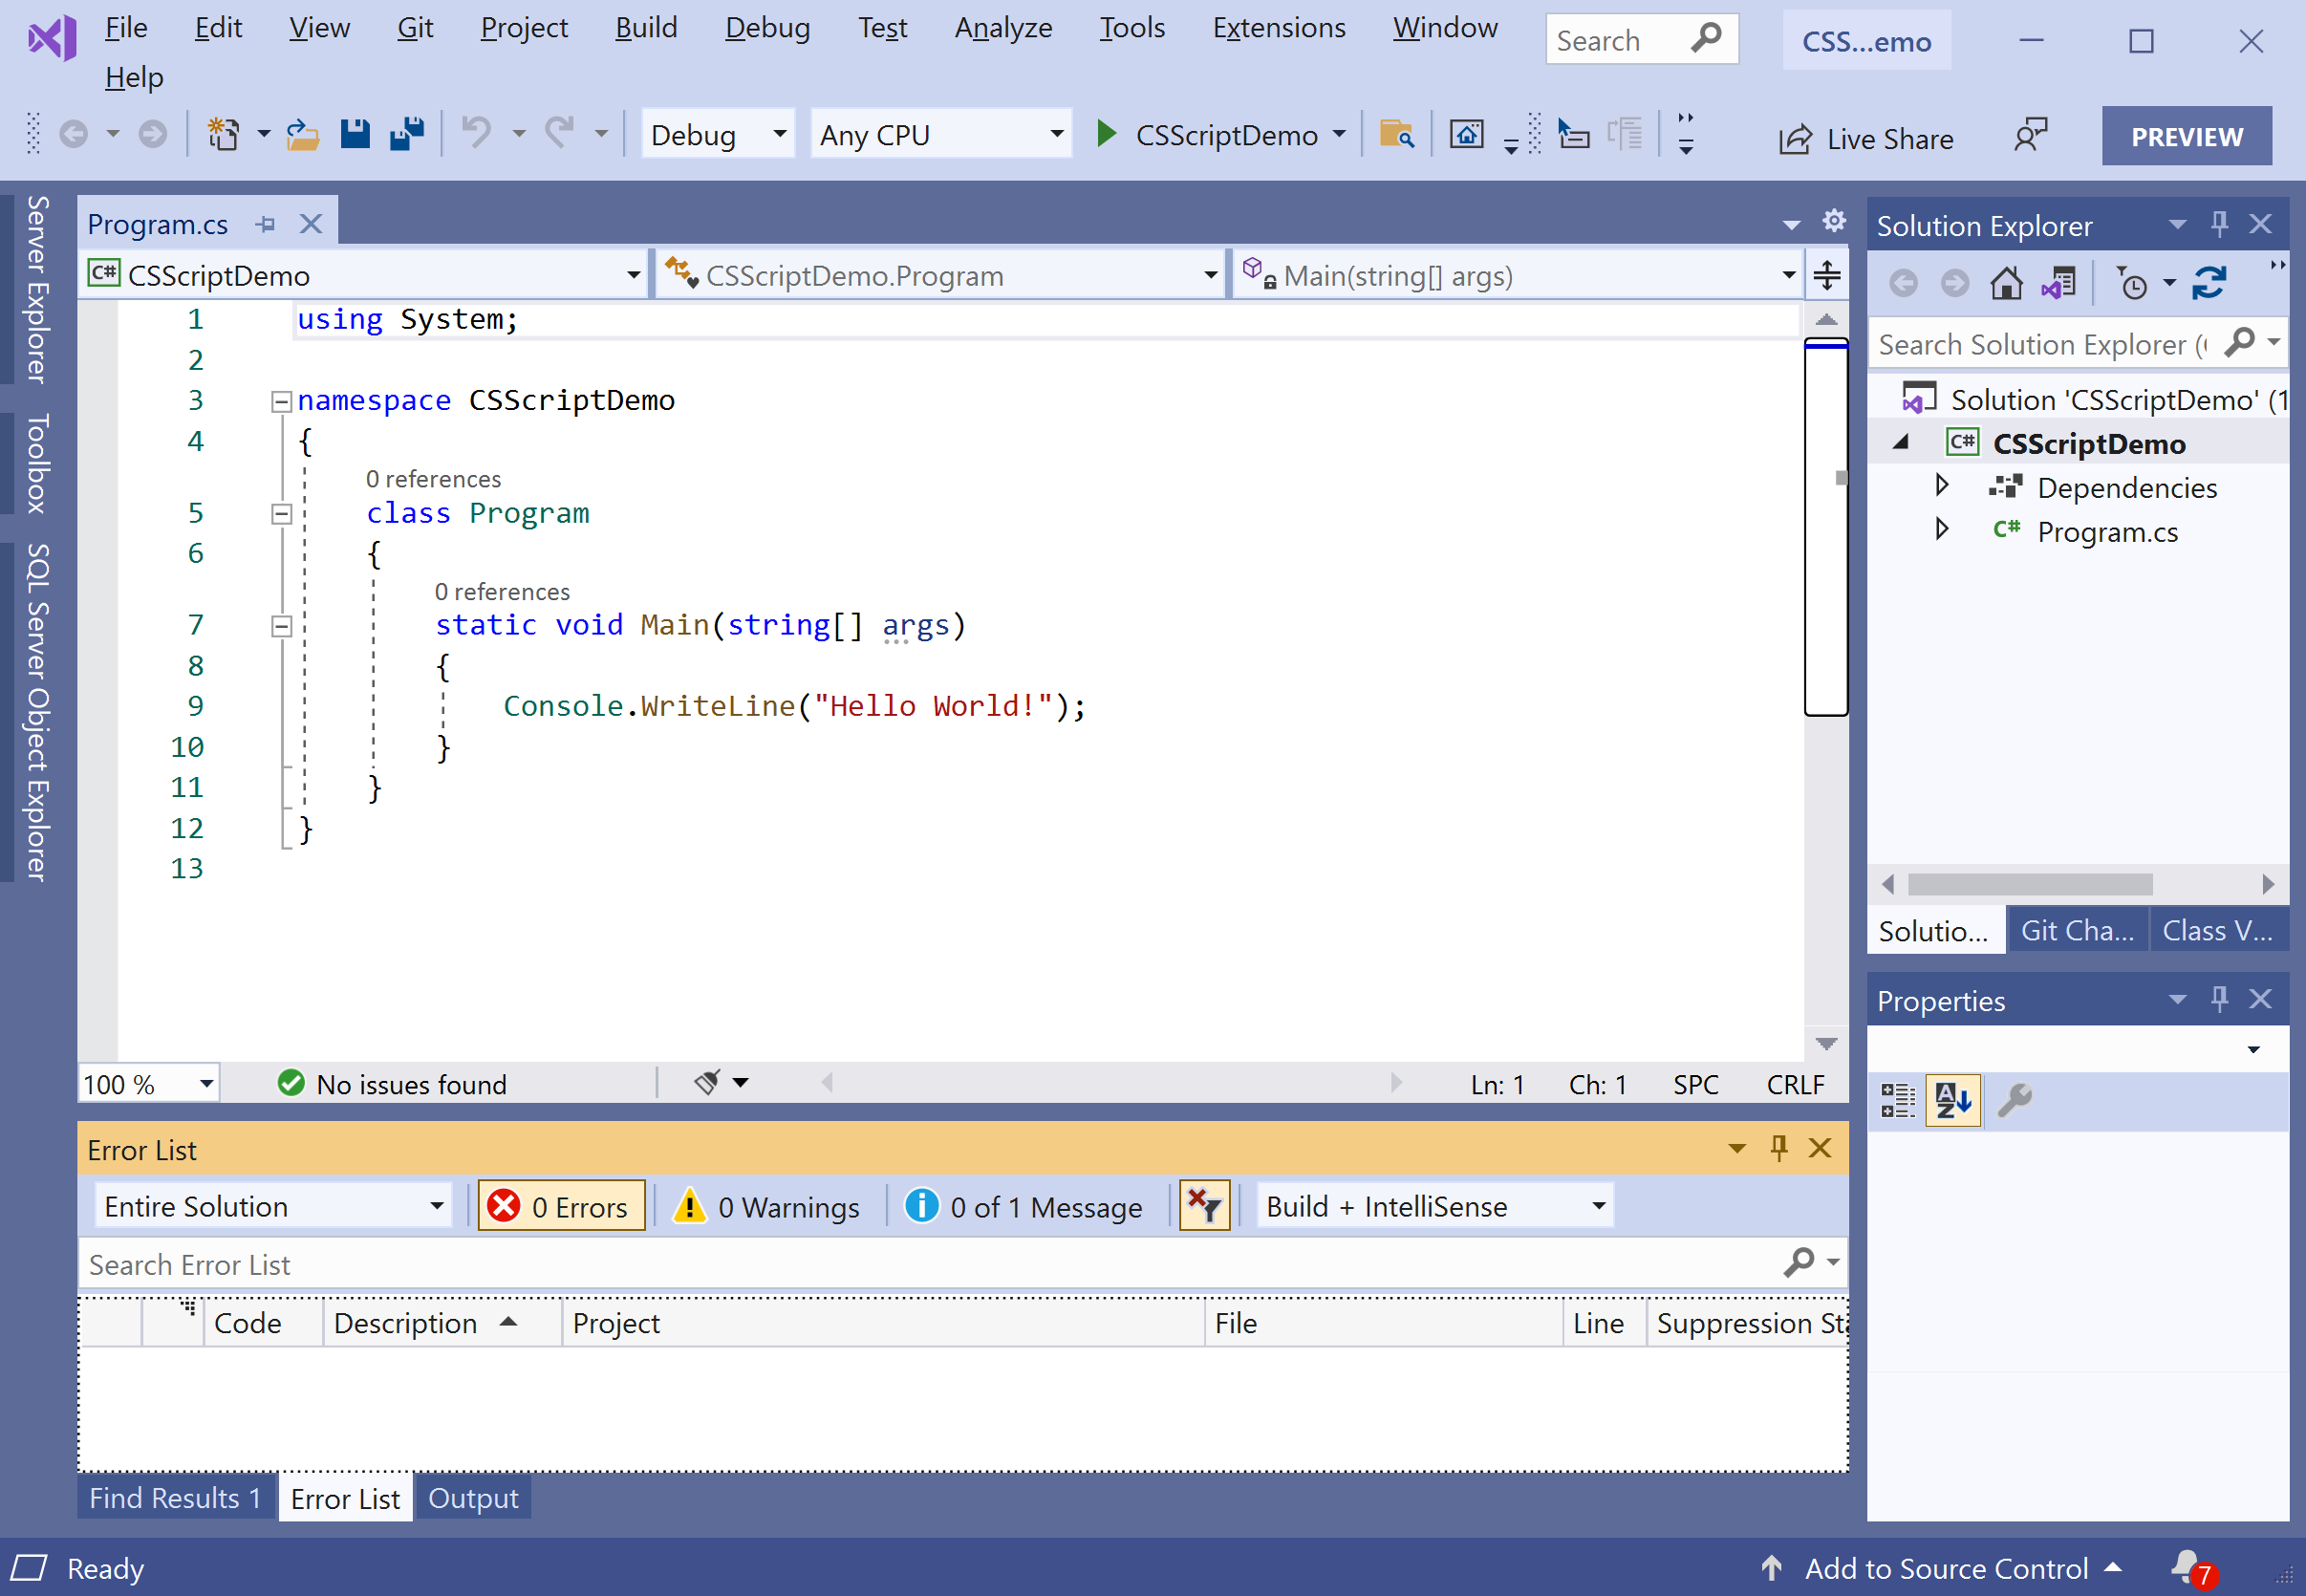 File Edit View Git Project Build Debug Test Analyze Tools Extensions Window Search CSS...emo
Help
Debug Any CPU CSScriptDemo Live Share PREVIEW
Server Explorer
Toolbox
SQL Server Object Explorer
Program.cs
C# CSScriptDemo CSScriptDemo.Program Main(string[] args)
1 using System;
2
3 namespace CSScriptDemo
4 {
0 references
5 class Program
6 {
0 references
7 static void Main(string[] args)
8 {
9 Console.WriteLine("Hello World!");
10 }
11 }
12 }
13
100 % No issues found Ln: 1 Ch: 1 SPC CRLF
Error List
Entire Solution 0 Errors 0 Warnings 0 of 1 Message Build + IntelliSense
Search Error List
Code Description Project File Line Suppression Sta
Find Results 1 Error List Output
Solution Explorer
Search Solution Explorer (
Solution 'CSScriptDemo' (1
C# CSScriptDemo
Dependencies
C# Program.cs
Solutio... Git Cha... Class V...
Properties
AZ
Ready Add to Source Control 7